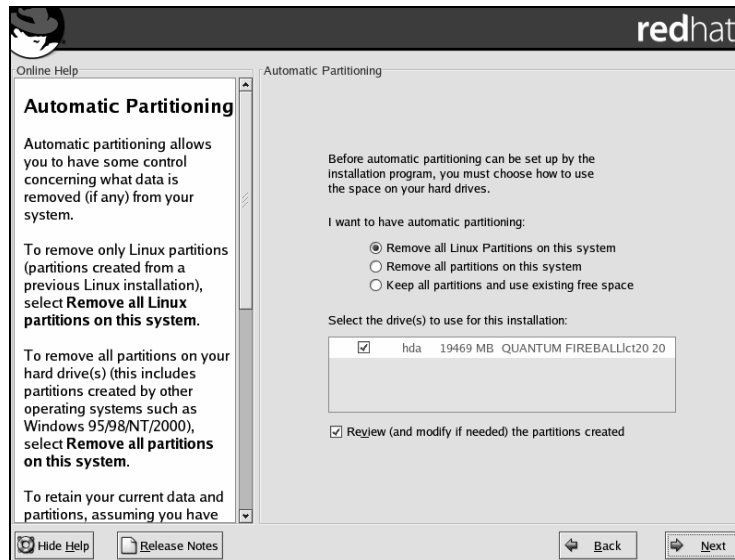 redhat
Online Help
Automatic Partitioning
Automatic partitioning allows
you to have some control
concerning what data is
removed (if any) from your
system.
To remove only Linux partitions
(partitions created from a
previous Linux installation),
select Remove all Linux
partitions on this system.
To remove all partitions on your
hard drive(s) (this includes
partitions created by other
operating systems such as
Windows 95/98/NT/2000),
select Remove all partitions
on this system.
To retain your current data and
partitions, assuming you have
Automatic Partitioning
Before automatic partitioning can be set up by the
installation program, you must choose how to use
the space on your hard drives.
I want to have automatic partitioning:
Remove all Linux Partitions on this system
Remove all partitions on this system
Keep all partitions and use existing free space
Select the drive(s) to use for this installation:
hda 19469 MB QUANTUM FIREBALLlct20 20
Review (and modify if needed) the partitions created
Hide Help
Release Notes
Back
Next